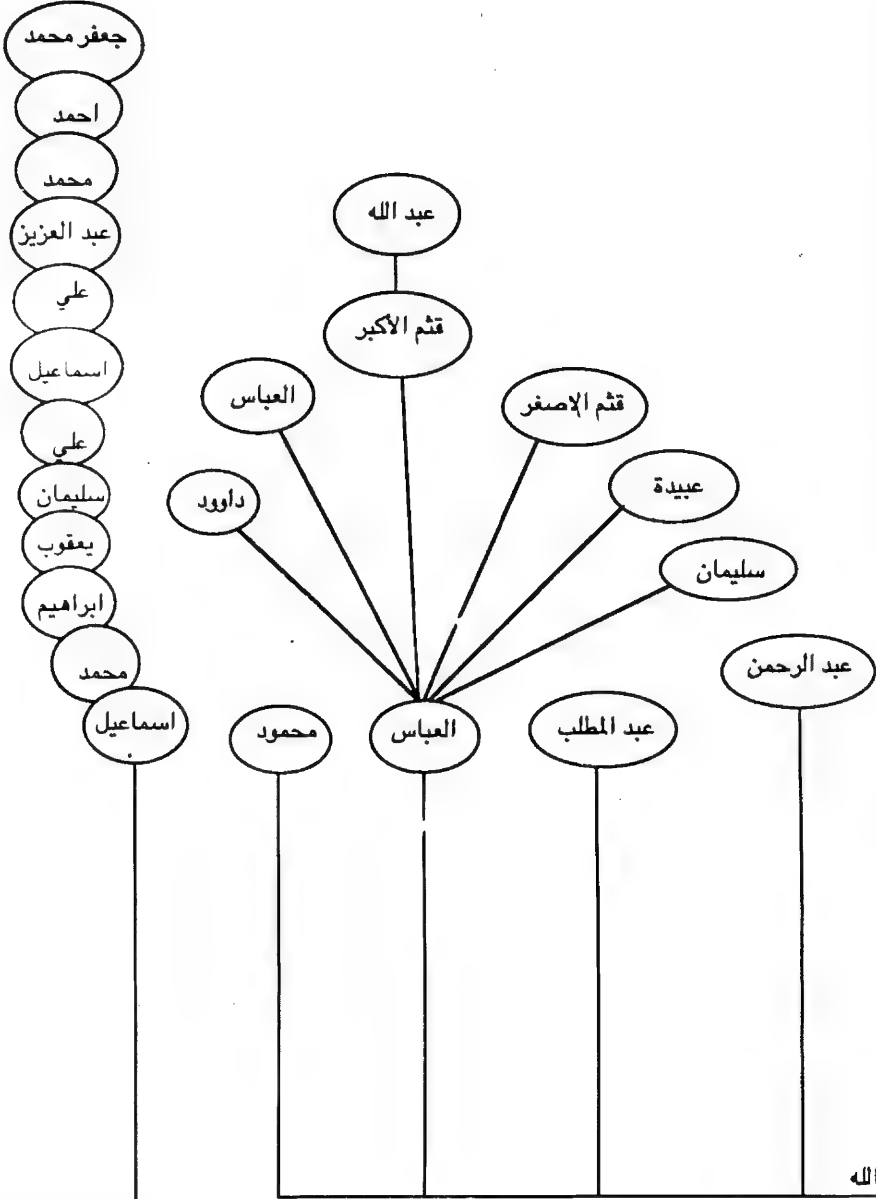 جعفر محمد
احمد
محمد
عبد العزيز
علي
اسماعيل
علي
سليمان
يعقوب
ابراهيم
محمد
اسماعيل
عبد الله
قثم الأكبر
قثم الاصغر
العباس
عبيدة
داوود
سليمان
عبد الرحمن
عبد المطلب
العباس
محمود
الله